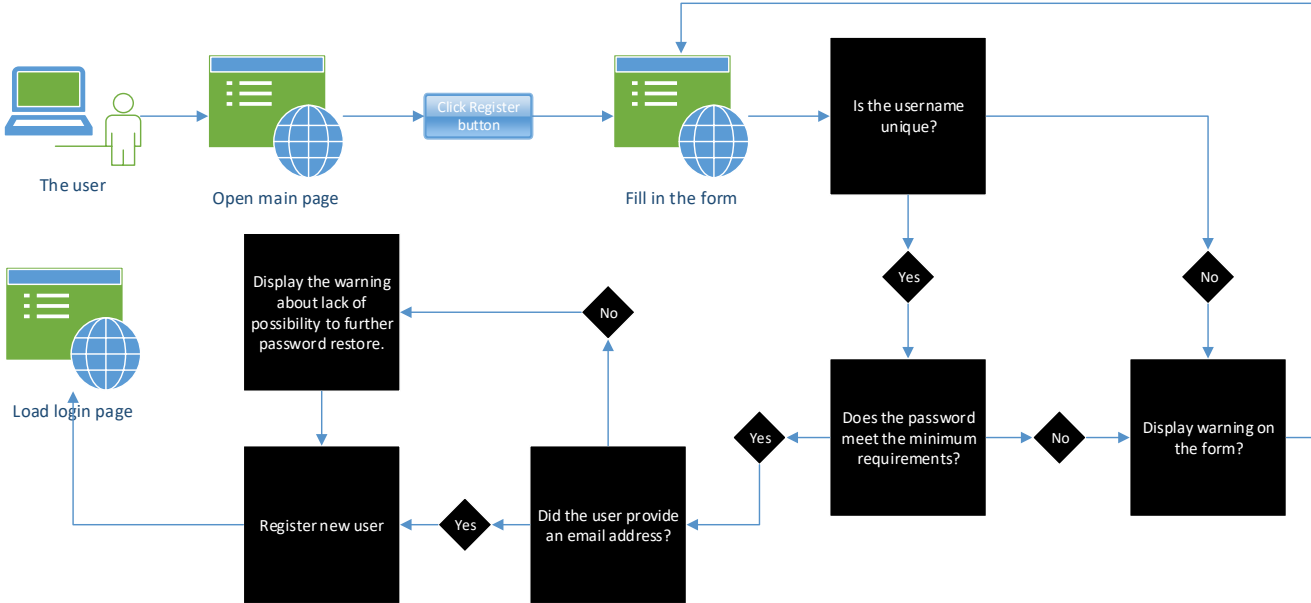 The user
Open main page
Click Register
button
Fill in the form
Is the username
unique?
Yes
No
Display the warning
about lack of
possibility to further
password restore.
No
Load login page
Register new user
Yes
Did the user provide
an email address?
Yes
Does the password
meet the minimum
requirements?
No
Display warning on
the form?